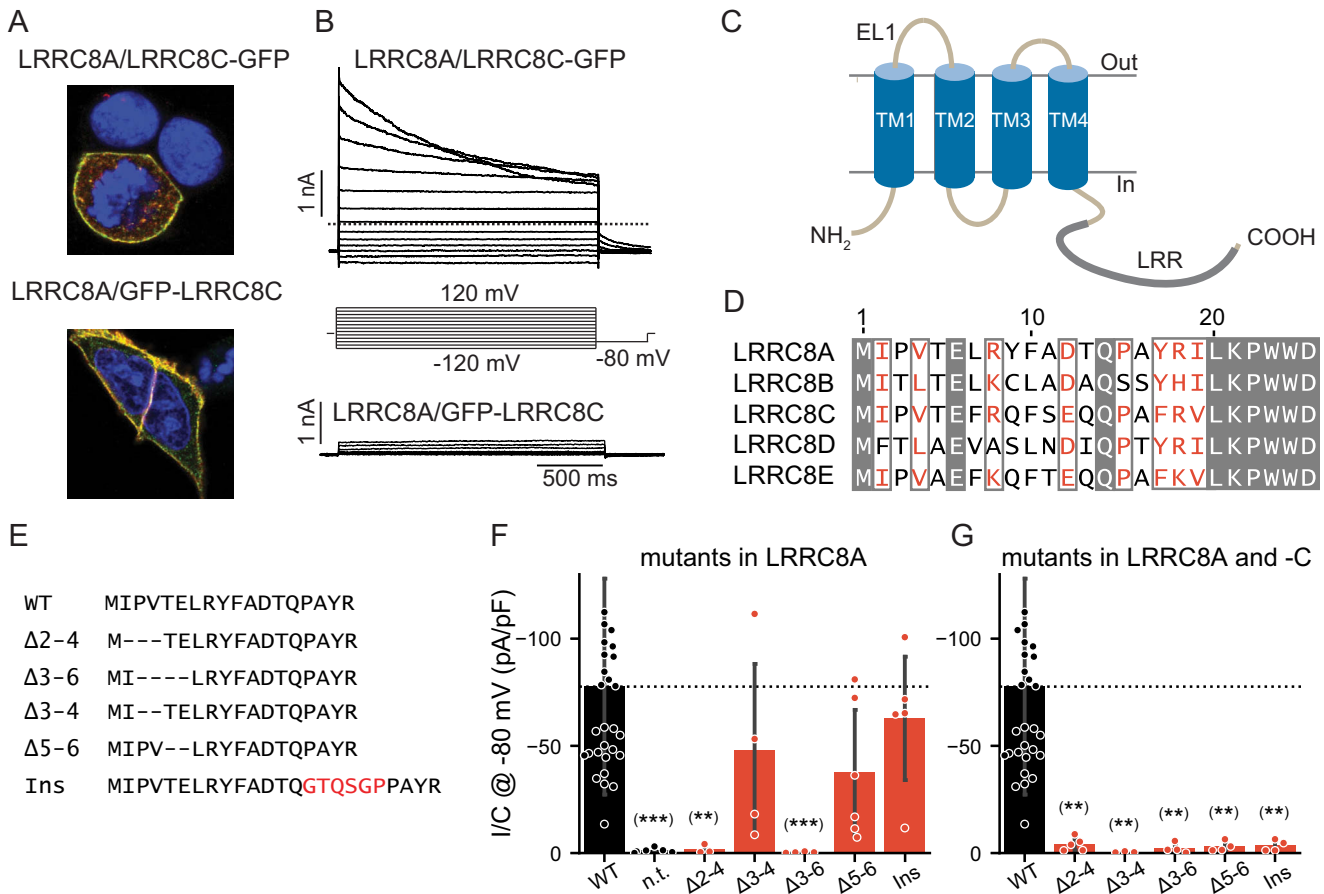 A
LRRC8A/LRRC8C-GFP
LRRC8A/GFP-LRRC8C
B
LRRC8A/LRRC8C-GFP
1 nA
120 mV
-120 mV
-80 mV
1 nA
LRRC8A/GFP-LRRC8C
500 ms
C
EL1
Out
TM1 TM2 TM3 TM4
In
NH2
LRR
COOH
D
1 10 20
LRRC8A MIPVTELRYFADTQPAYRILKPWWD
LRRC8B MITLTELKCLADAQSSYHILKPWWD
LRRC8C MIPVTEFRQFSEQQPAFRVLKPWWD
LRRC8D MFTLAEVASLNDIQPTYRILKPWWD
LRRC8E MIPVAEFKQFTEQQPAFKVLKPWWD
E
WT MIPVTELRYFADTQPAYR
Δ2-4 M---TELRYFADTQPAYR
Δ3-6 MI----LRYFADTQPAYR
Δ3-4 MI--TELRYFADTQPAYR
Δ5-6 MIPV--LRYFADTQPAYR
Ins MIPVTELRYFADTQGTQSGPPAYR
F
mutants in LRRC8A
I/C @ -80 mV (pA/pF)
−100
−50
0
(***) (**) (***)
WT n.t. Δ2-4 Δ3-4 Δ3-6 Δ5-6 Ins
G
mutants in LRRC8A and -C
−100
−50
0
(**) (**) (**) (**) (**)
WT Δ2-4 Δ3-4 Δ3-6 Δ5-6 Ins